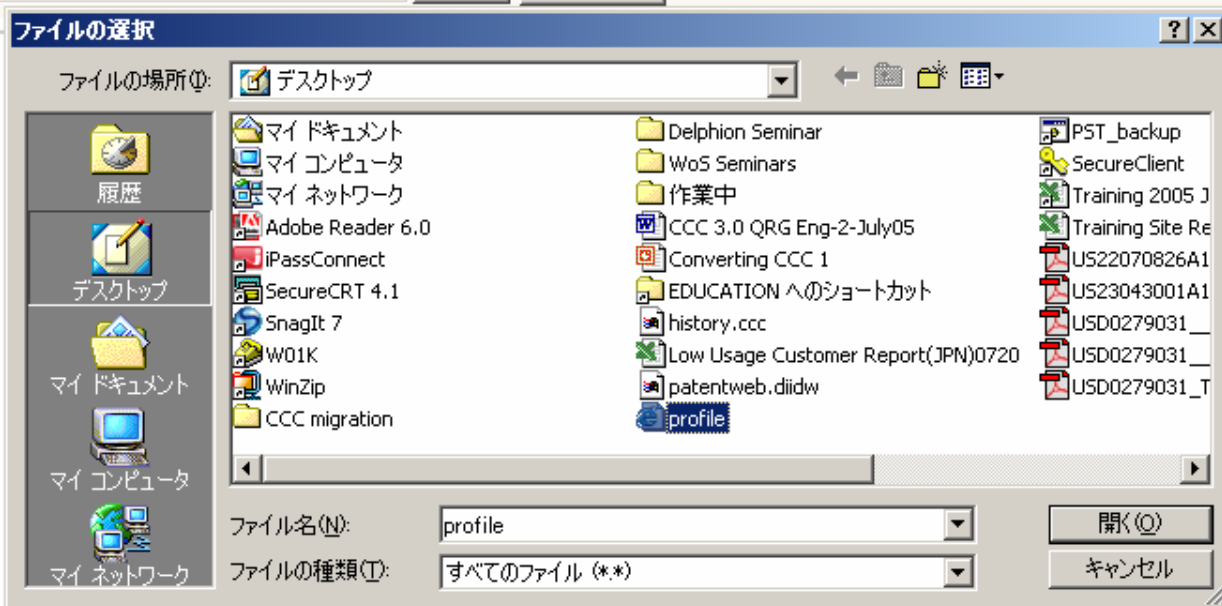 ファイルの選択
ファイルの場所(I):
デスクトップ
履歴
デスクトップ
マイ ドキュメント
マイ コンピュータ
マイ ネットワーク
マイ ドキュメント
マイ コンピュータ
マイ ネットワーク
Adobe Reader 6.0
iPassConnect
SecureCRT 4.1
SnagIt 7
W01K
WinZip
CCC migration
Delphion Seminar
WoS Seminars
作業中
CCC 3.0 QRG Eng-2-July05
Converting CCC 1
EDUCATION へのショートカット
history.ccc
Low Usage Customer Report(JPN)0720
patentweb.diidw
profile
PST_backup
SecureClient
Training 2005 J
Training Site Re
US22070826A1
US23043001A1
USD0279031__
USD0279031__
USD0279031_T
ファイル名(N):
profile
開く(O)
ファイルの種類(T):
すべてのファイル (*.*)
キャンセル